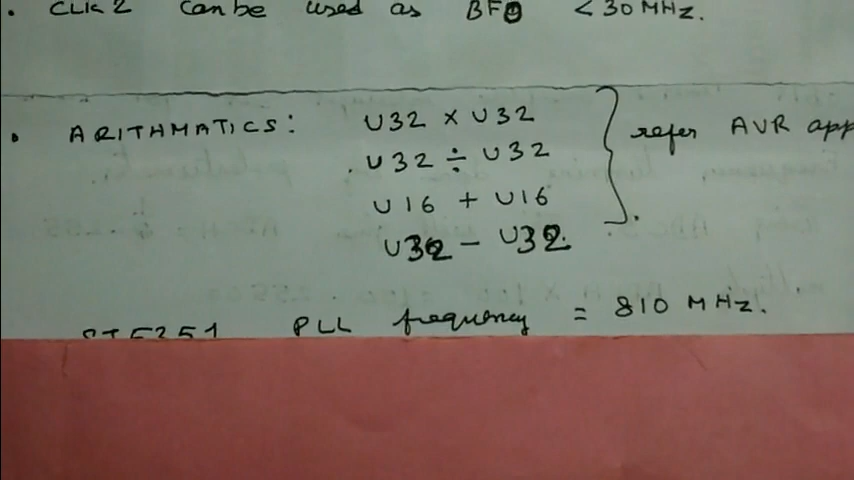 • CLK2 can be used as BFO < 30 MHz.
• ARITHMATICS: U32 × U32
U32 ÷ U32
U16 + U16
U32 - U32
} refer AVR app
PLL frequency = 810 MHz.